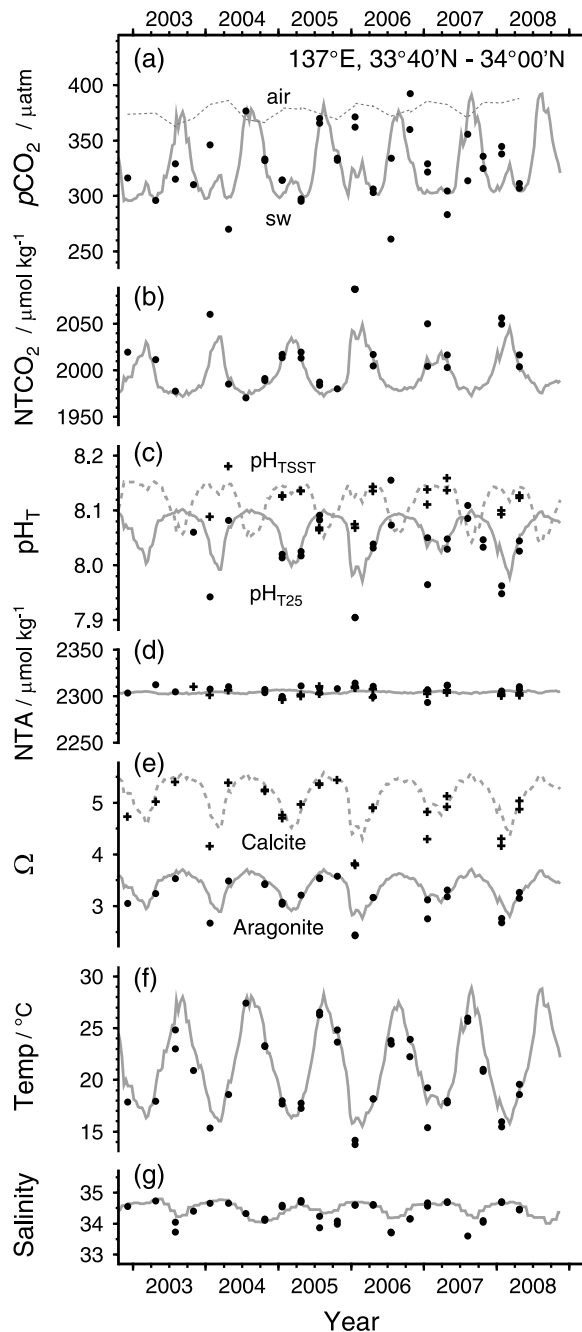 2003 2004 2005 2006 2007 2008
(a) 137°E, 33°40'N - 34°00'N
air
sw
pCO₂ / µatm
400
350
300
250
(b)
NTCO₂ / µmol kg⁻¹
2050
2000
1950
(c)
pH_TSST
pH_T25
pH_T
8.2
8.1
8.0
7.9
(d)
NTA / µmol kg⁻¹
2350
2300
2250
(e)
Calcite
Aragonite
Ω
5
4
3
(f)
Temp / °C
30
25
20
15
(g)
Salinity
35
34
33
2003 2004 2005 2006 2007 2008
Year